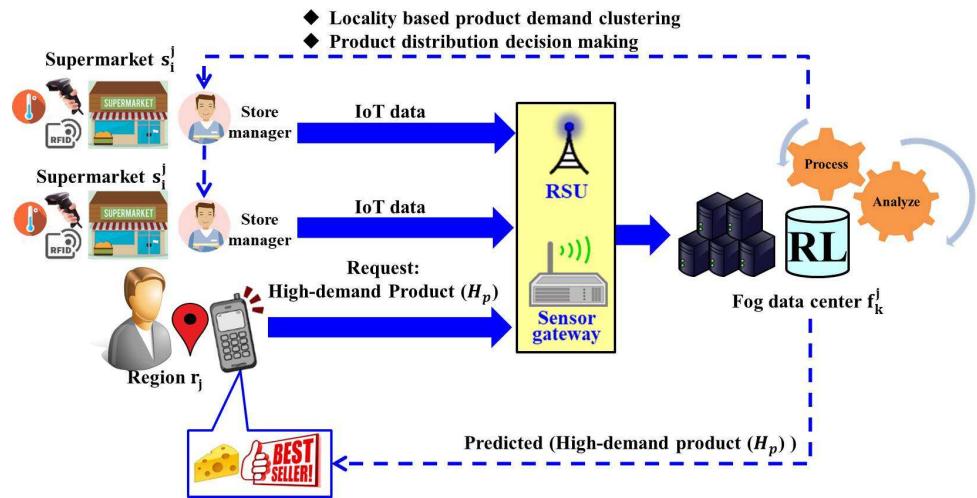 ◆ Locality based product demand clustering
◆ Product distribution decision making
Supermarket s_i^j
SUPERMARKET
RFID
Store
manager
IoT data
Supermarket s_i^j
SUPERMARKET
RFID
Store
manager
IoT data
RSU
Process
Analyze
RL
Request:
High-demand Product (H_p)
Sensor
gateway
Fog data center f_k^j
Region r_j
Predicted (High-demand product (H_p) )
BEST
SELLER!